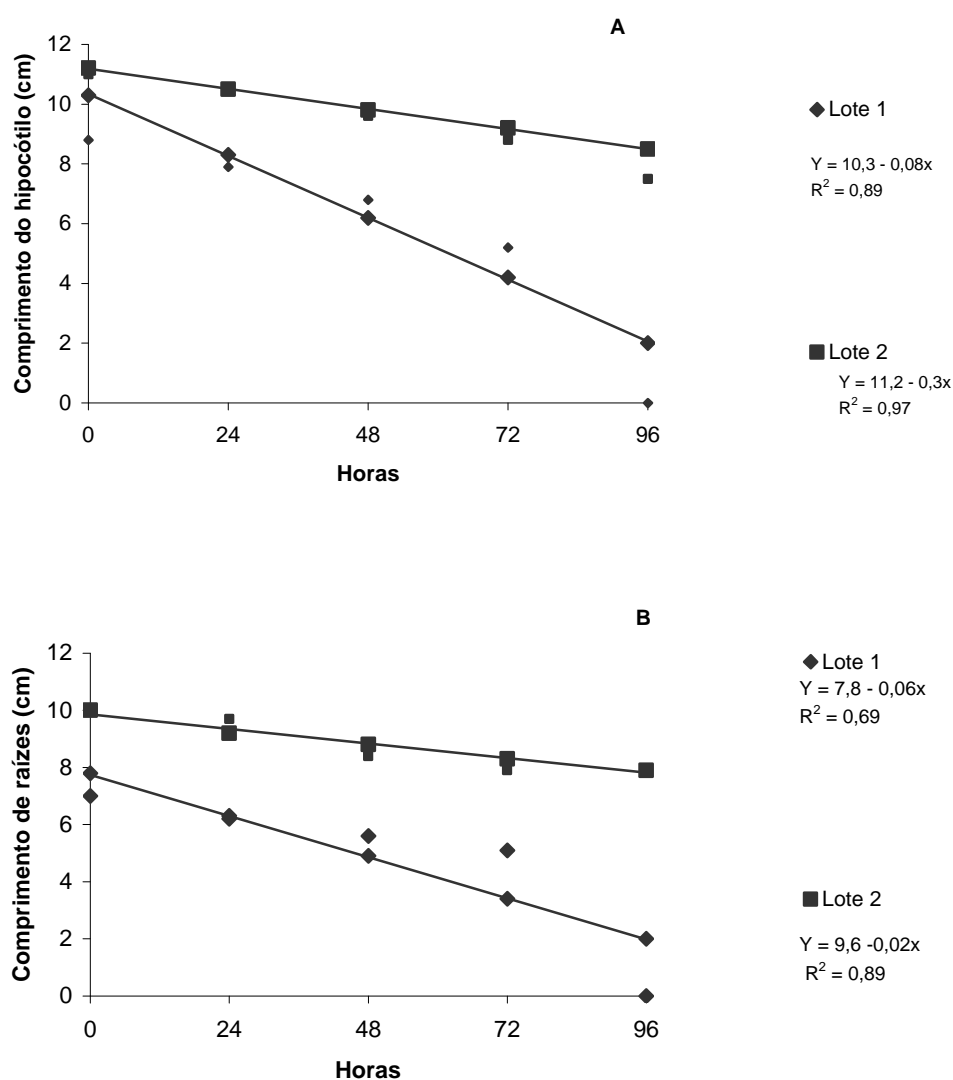 A
Comprimento do hipocótilo (cm)
12
10
8
6
4
2
0
0 24 48 72 96
Horas
Lote 1
Y = 10,3 - 0,08x
R² = 0,89
Lote 2
Y = 11,2 - 0,3x
R² = 0,97
B
Comprimento de raízes (cm)
12
10
8
6
4
2
0
0 24 48 72 96
Horas
Lote 1
Y = 7,8 - 0,06x
R² = 0,69
Lote 2
Y = 9,6 -0,02x
R² = 0,89